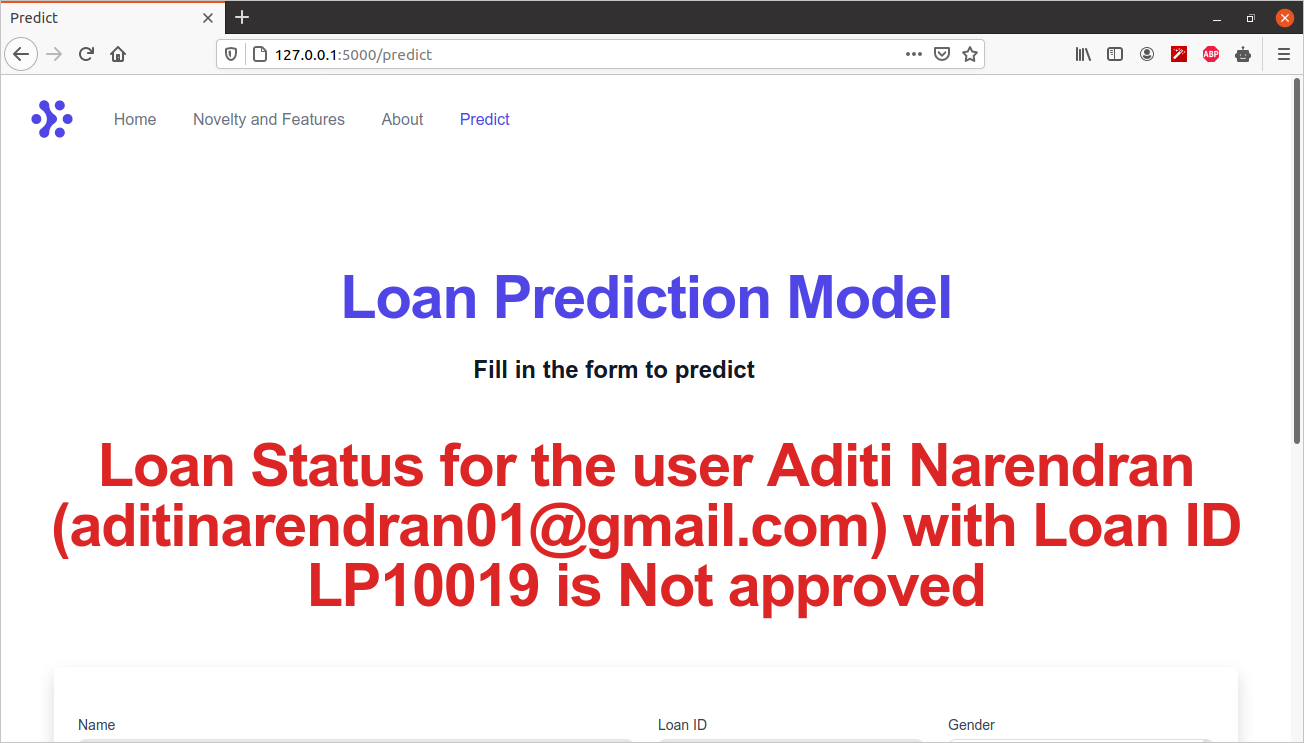 Predict
127.0.0.1:5000/predict
ABP
Home Novelty and Features About Predict
Loan Prediction Model
Fill in the form to predict
Loan Status for the user Aditi Narendran
(aditinarendran01@gmail.com) with Loan ID
LP10019 is Not approved
Name Loan ID Gender